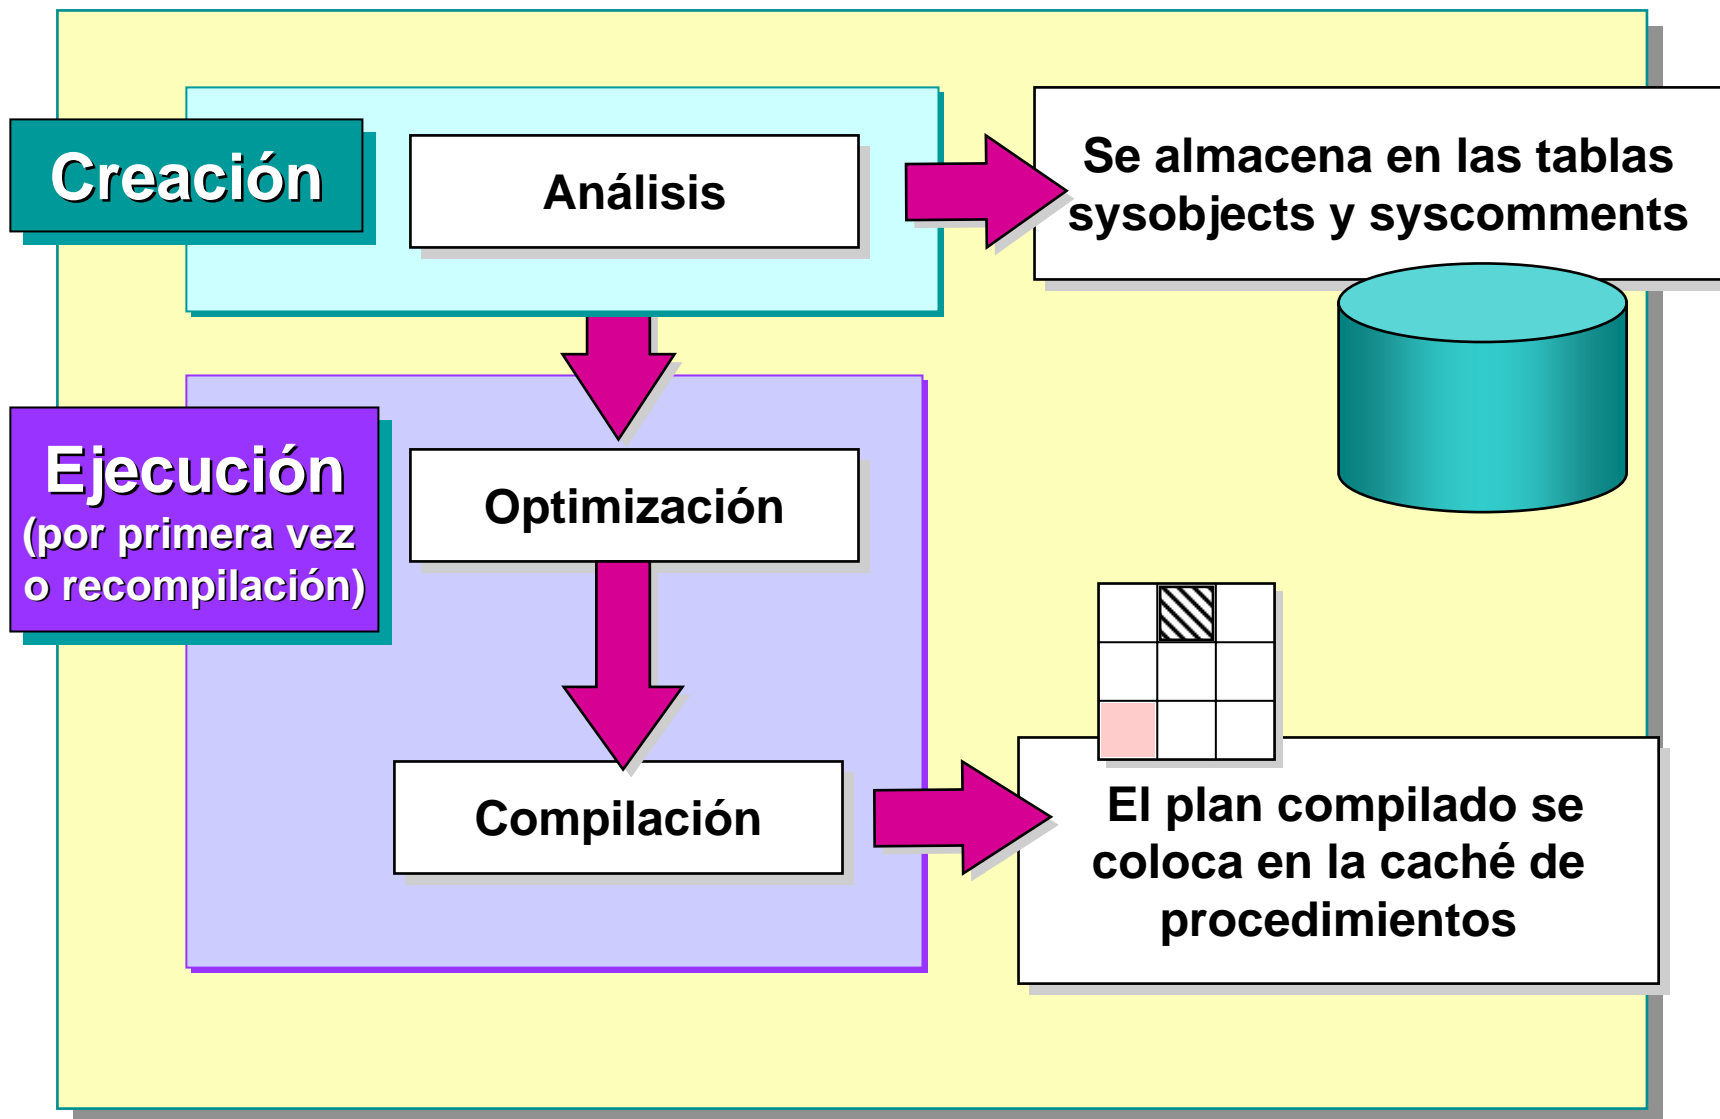 Creación
Análisis
Se almacena en las tablas
sysobjects y syscomments
Ejecución
(por primera vez
o recompilación)
Optimización
Compilación
El plan compilado se
coloca en la caché de
procedimientos